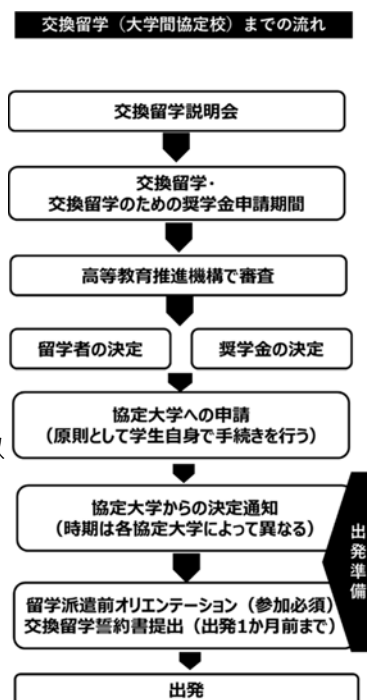 交換留学（大学間協定校）までの流れ
交換留学説明会
交換留学・
交換留学のための奨学金申請期間
高等教育推進機構で審査
留学者の決定
奨学金の決定
協定大学への申請
（原則として学生自身で手続きを行う）
協定大学からの決定通知
（時期は各協定大学によって異なる）
出発準備
留学派遣前オリエンテーション（参加必須）
交換留学誓約書提出（出発1か月前まで）
出発